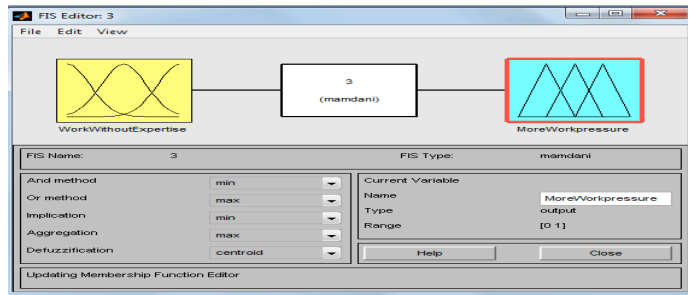 FIS Editor: 3
File Edit View
3
(mamdani)
WorkWithoutExpertise
MoreWorkpressure
FIS Name: 3
FIS Type: mamdani
And method min
Or method max
Implication min
Aggregation max
Defuzzification centroid
Current Variable
Name MoreWorkpressure
Type output
Range [0 1]
Help Close
Updating Membership Function Editor